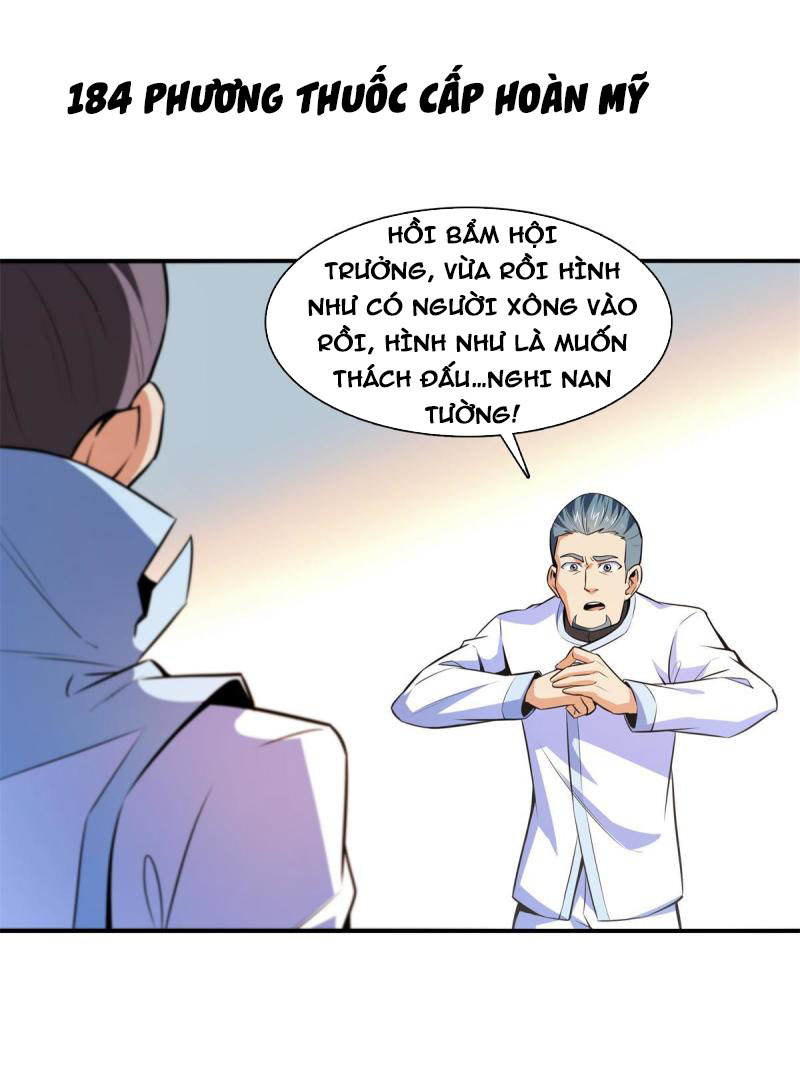 184 PHƯƠNG THUỐC CẤP HOÀN MỸ
HỒI BẨM HỘI
TRƯỞNG, VỪA RỒI HÌNH
NHƯ CÓ NGƯỜI XÔNG VÀO
RỒI, HÌNH NHƯ LÀ MUỐN
THÁCH ĐẤU...NGHI NAN
TƯỜNG!